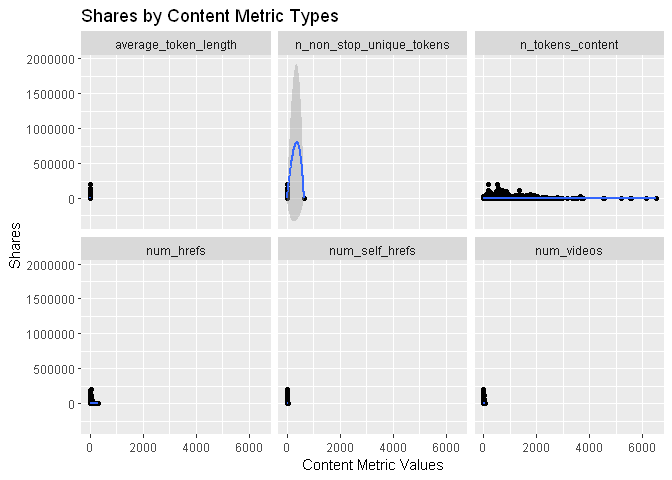 Shares by Content Metric Types
average_token_length n_non_stop_unique_tokens n_tokens_content
2000000
1500000
1000000
500000
0
num_hrefs num_self_hrefs num_videos
2000000
1500000
1000000
500000
0
Shares
0 2000 4000 6000 0 2000 4000 6000 0 2000 4000 6000
Content Metric Values